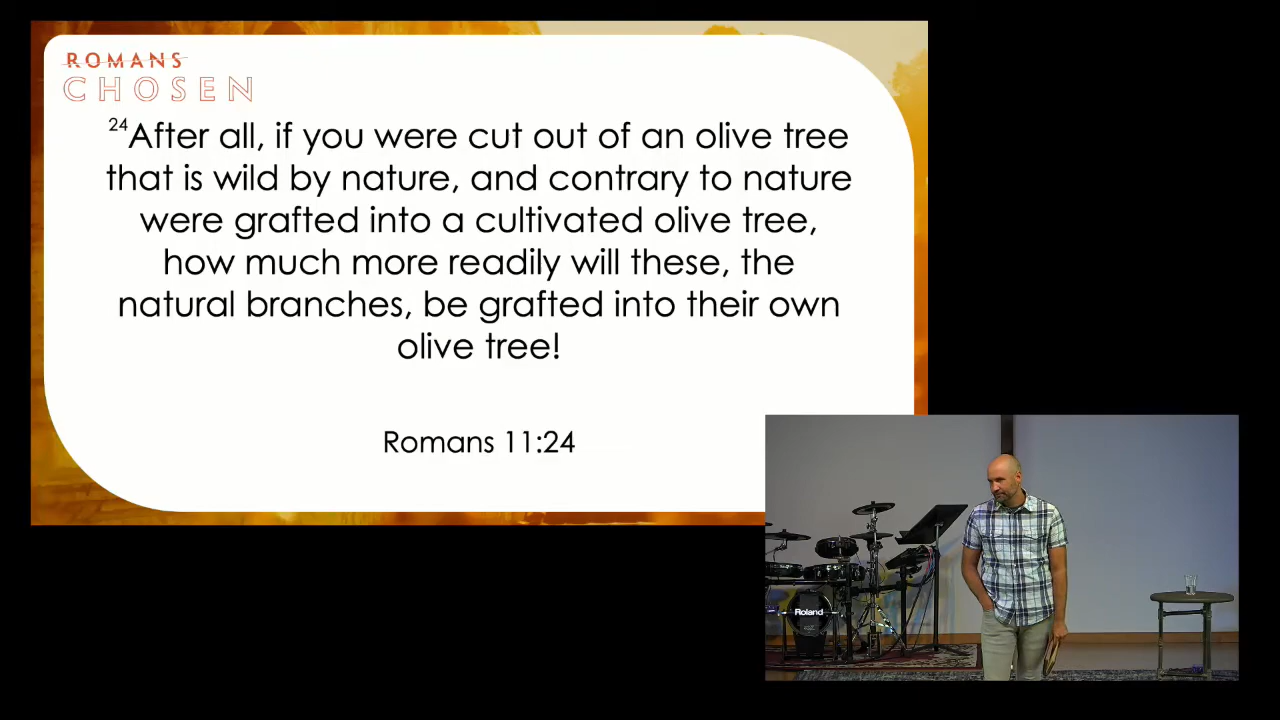 ROMANS
CHOSEN
24After all, if you were cut out of an olive tree
that is wild by nature, and contrary to nature
were grafted into a cultivated olive tree,
how much more readily will these, the
natural branches, be grafted into their own
olive tree!
Romans 11:24
Roland